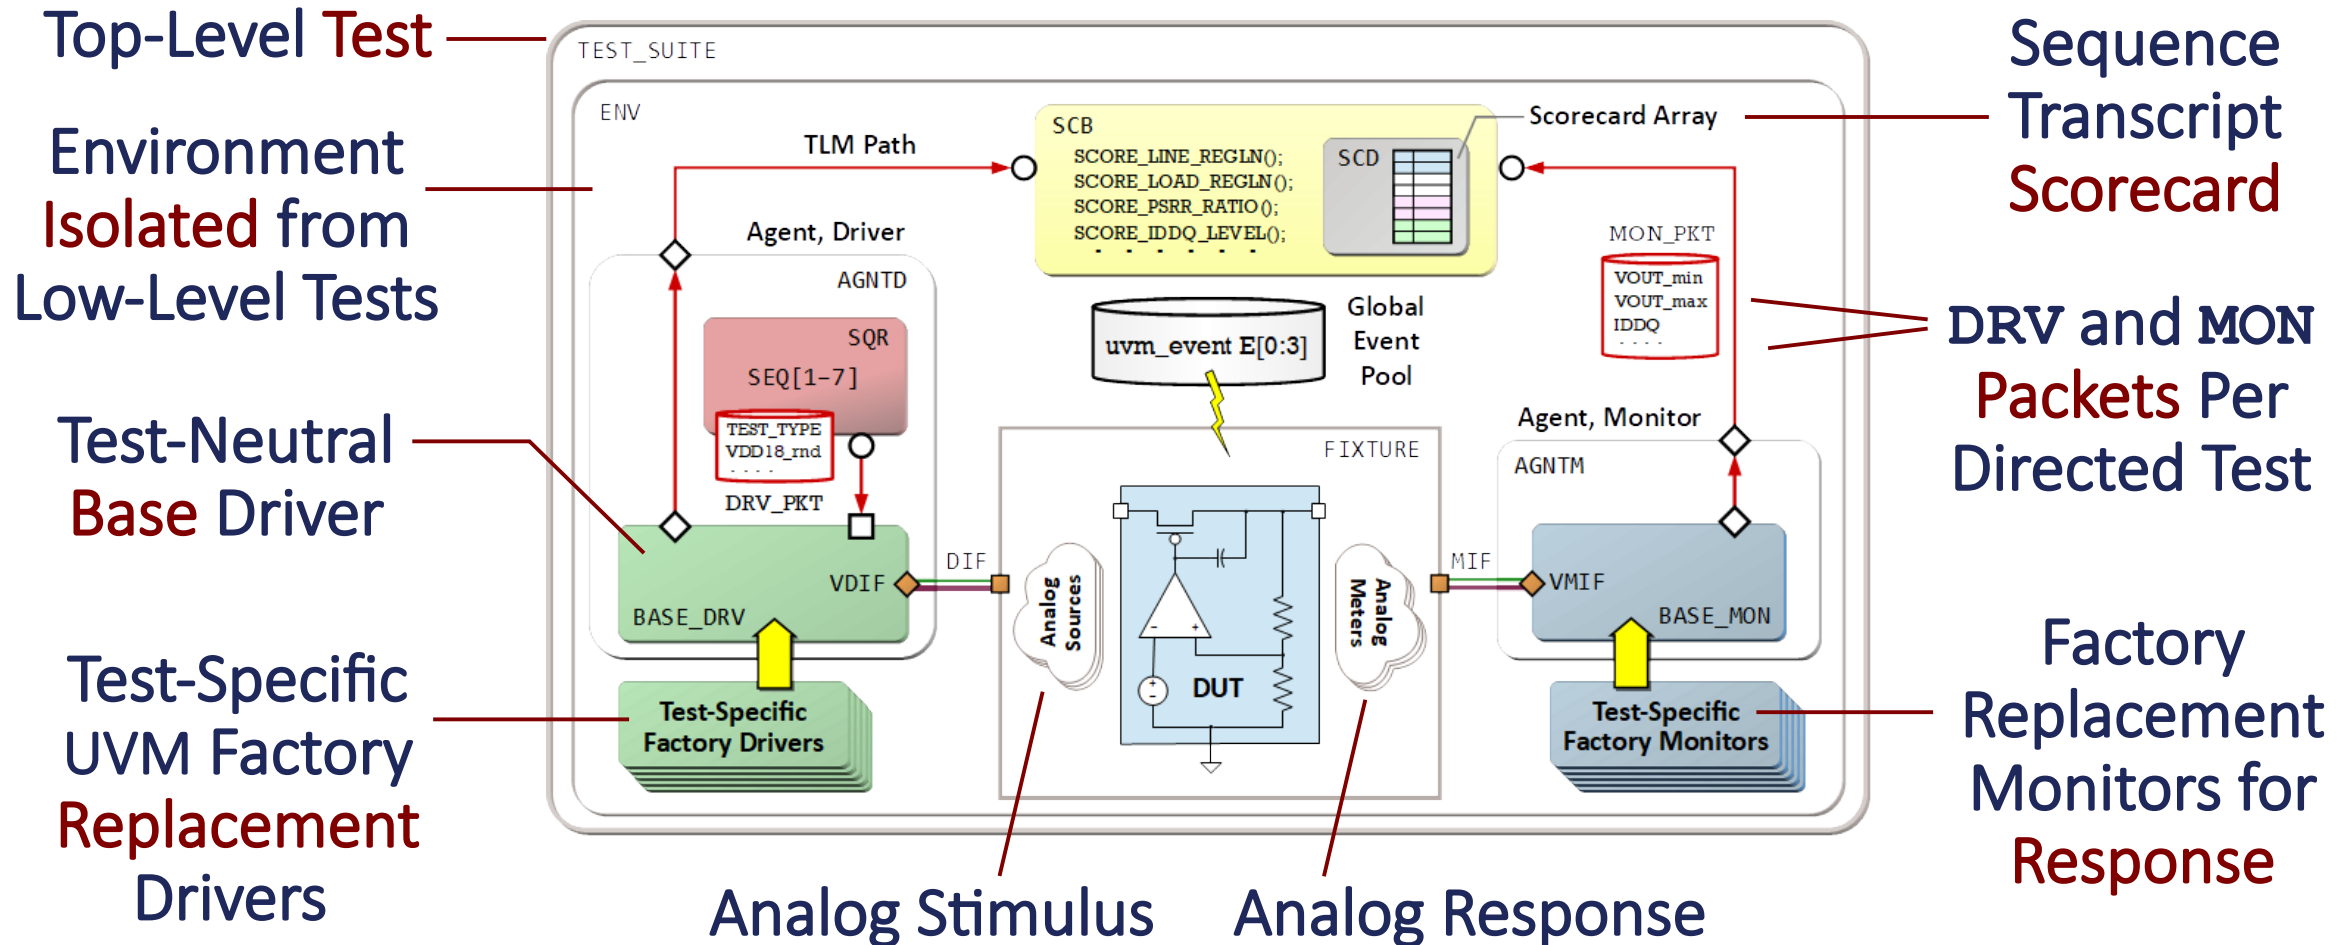 Top-Level Test
Environment
Isolated from
Low-Level Tests
Test-Neutral
Base Driver
Test-Specific
UVM Factory
Replacement
Drivers
TEST_SUITE
ENV
TLM Path
SCB
SCORE_LINE_REGLN();
SCORE_LOAD_REGLN();
SCORE_PSRR_RATIO();
SCORE_IDDQ_LEVEL();
- - - - - -
SCD
Scorecard Array
Agent, Driver
AGNTD
SQR
SEQ[1–7]
TEST_TYPE
VDD18_rnd
- - - -
DRV_PKT
VDIF
BASE_DRV
Test-Specific
Factory Drivers
uvm_event E[0:3]
Global
Event
Pool
FIXTURE
DIF
Analog
Sources
- +
+
-
DUT
Analog
Meters
MIF
MON_PKT
VOUT_min
VOUT_max
IDDQ
- - - -
Agent, Monitor
AGNTM
VMIF
BASE_MON
Test-Specific
Factory Monitors
Sequence
Transcript
Scorecard
DRV and MON
Packets Per
Directed Test
Factory
Replacement
Monitors for
Response
Analog Stimulus
Analog Response